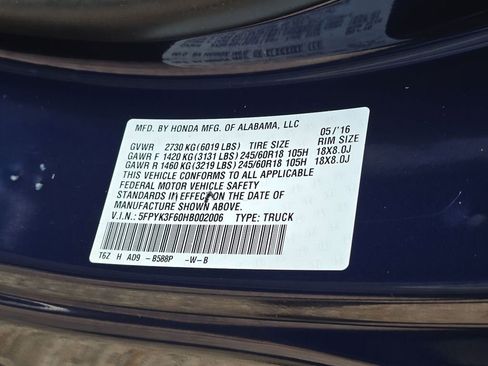 MFD. BY HONDA MFG. OF ALABAMA, LLC 05/'16
GVWR 2730 KG(6019 LBS) TIRE SIZE RIM SIZE
GAWR F 1420 KG(3131 LBS) 245/60R18 105H 18X8.0J
GAWR R 1460 KG(3219 LBS) 245/60R18 105H 18X8.0J
THIS VEHICLE CONFORMS TO ALL APPLICABLE
FEDERAL MOTOR VEHICLE SAFETY
STANDARDS IN EFFECT ON THE DATE OF
MANUFACTURE SHOWN ABOVE.
V.I.N.: 5FPYK3F60HB002006 TYPE: TRUCK
T6Z H AD9 -B588P -W-B